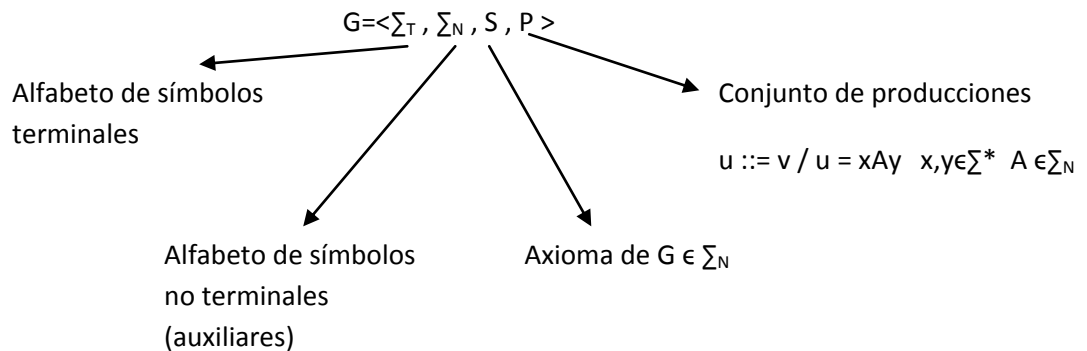 G=<∑T , ∑N , S , P >
Alfabeto de símbolos
terminales
Conjunto de producciones
u ::= v / u = xAy   x,yϵ∑*  A ϵ∑N
Alfabeto de símbolos
no terminales
(auxiliares)
Axioma de G ϵ ∑N